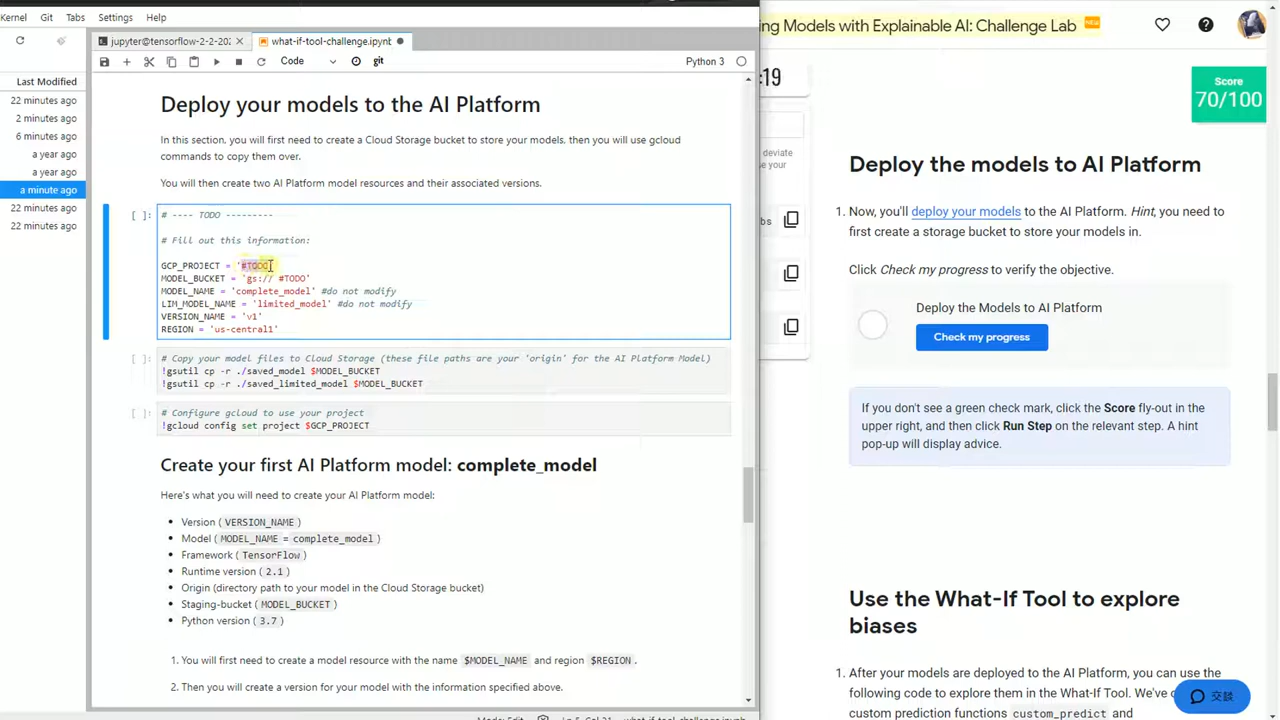 Kernel Git Tabs Settings Help
ing Models with Explainable AI: Challenge Lab
jupyter@tensorflow-2-2-202
what-if-tool-challenge.ipynb
Code
git
Python 3
:19
Score
70/100
Last Modified
22 minutes ago
2 minutes ago
6 minutes ago
a year ago
a year ago
a minute ago
22 minutes ago
22 minutes ago
Deploy your models to the AI Platform
In this section, you will first need to create a Cloud Storage bucket to store your models, then you will use gcloud
commands to copy them over.
You will then create two AI Platform model resources and their associated versions.
[ ]:
# ---- TODO ---------
# Fill out this information:
GCP_PROJECT = '#TODO
MODEL_BUCKET = 'gs:// #TODO'
MODEL_NAME = 'complete_model' #do not modify
LIM_MODEL_NAME = 'limited_model' #do not modify
VERSION_NAME = 'v1'
REGION = 'us-central1'
[ ]:
# Copy your model files to Cloud Storage (these file paths are your 'origin' for the AI Platform Model)
!gsutil cp -r ./saved_model $MODEL_BUCKET
!gsutil cp -r ./saved_limited_model $MODEL_BUCKET
[ ]:
# Configure gcloud to use your project
!gcloud config set project $GCP_PROJECT
Create your first AI Platform model: complete_model
Here's what you will need to create your AI Platform model:
• Version ( VERSION_NAME )
• Model ( MODEL_NAME = complete_model )
• Framework ( TensorFlow )
• Runtime version ( 2.1 )
• Origin (directory path to your model in the Cloud Storage bucket)
• Staging-bucket ( MODEL_BUCKET )
• Python version ( 3.7 )
1. You will first need to create a model resource with the name $MODEL_NAME and region $REGION .
2. Then you will create a version for your model with the information specified above.
deviate
se your
bs
Deploy the models to AI Platform
1. Now, you'll deploy your models to the AI Platform. Hint, you need to
first create a storage bucket to store your models in.
Click Check my progress to verify the objective.
Deploy the Models to AI Platform
Check my progress
If you don't see a green check mark, click the Score fly-out in the
upper right, and then click Run Step on the relevant step. A hint
pop-up will display advice.
Use the What-If Tool to explore
biases
1. After your models are deployed to the AI Platform, you can use the
following code to explore them in the What-If Tool. We've
custom prediction functions custom_predict and